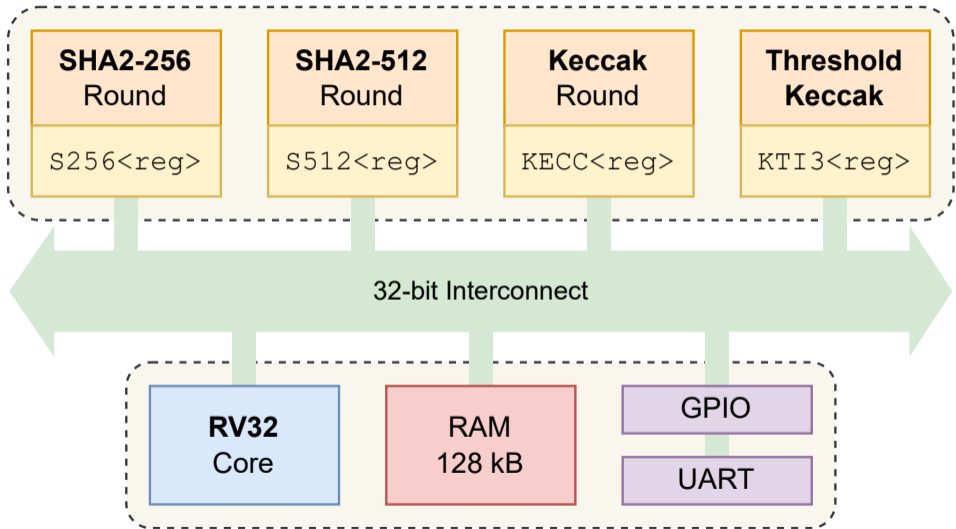 SHA2-256
Round
S256<reg>
SHA2-512
Round
S512<reg>
Keccak
Round
KECC<reg>
Threshold
Keccak
KTI3<reg>
32-bit Interconnect
RV32
Core
RAM
128 kB
GPIO
UART